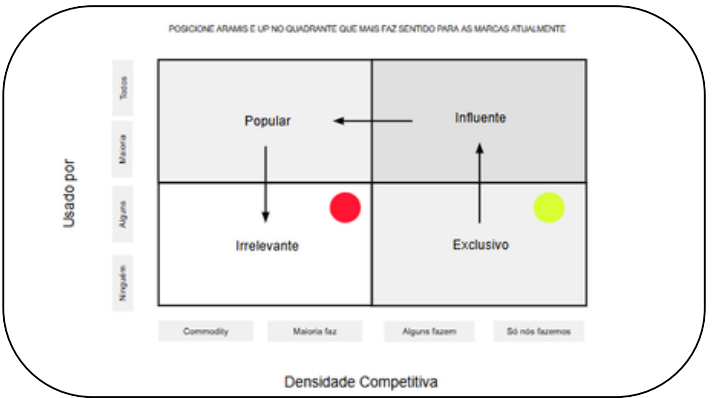 POSICIONE ARAMIS E UP NO QUADRANTE QUE MAIS FAZ SENTIDO PARA AS MARCAS ATUALMENTE
Todos
Popular
Influente
Maioria
Usado por
Alguns
Irrelevante
Exclusivo
Ninguém
Commodity
Maioria faz
Alguns fazem
Só nós fazemos
Densidade Competitiva